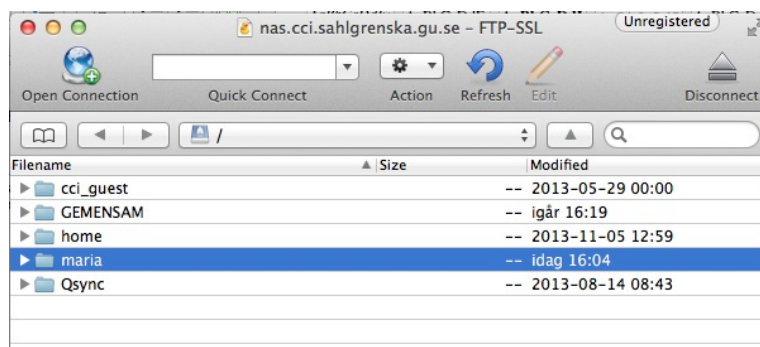 nas.cci.sahlgrenska.gu.se – FTP-SSL
Unregistered
Open Connection Quick Connect Action Refresh Edit Disconnect
/
Filename Size Modified
cci_guest -- 2013-05-29 00:00
GEMENSAM -- igår 16:19
home -- 2013-11-05 12:59
maria -- idag 16:04
Qsync -- 2013-08-14 08:43